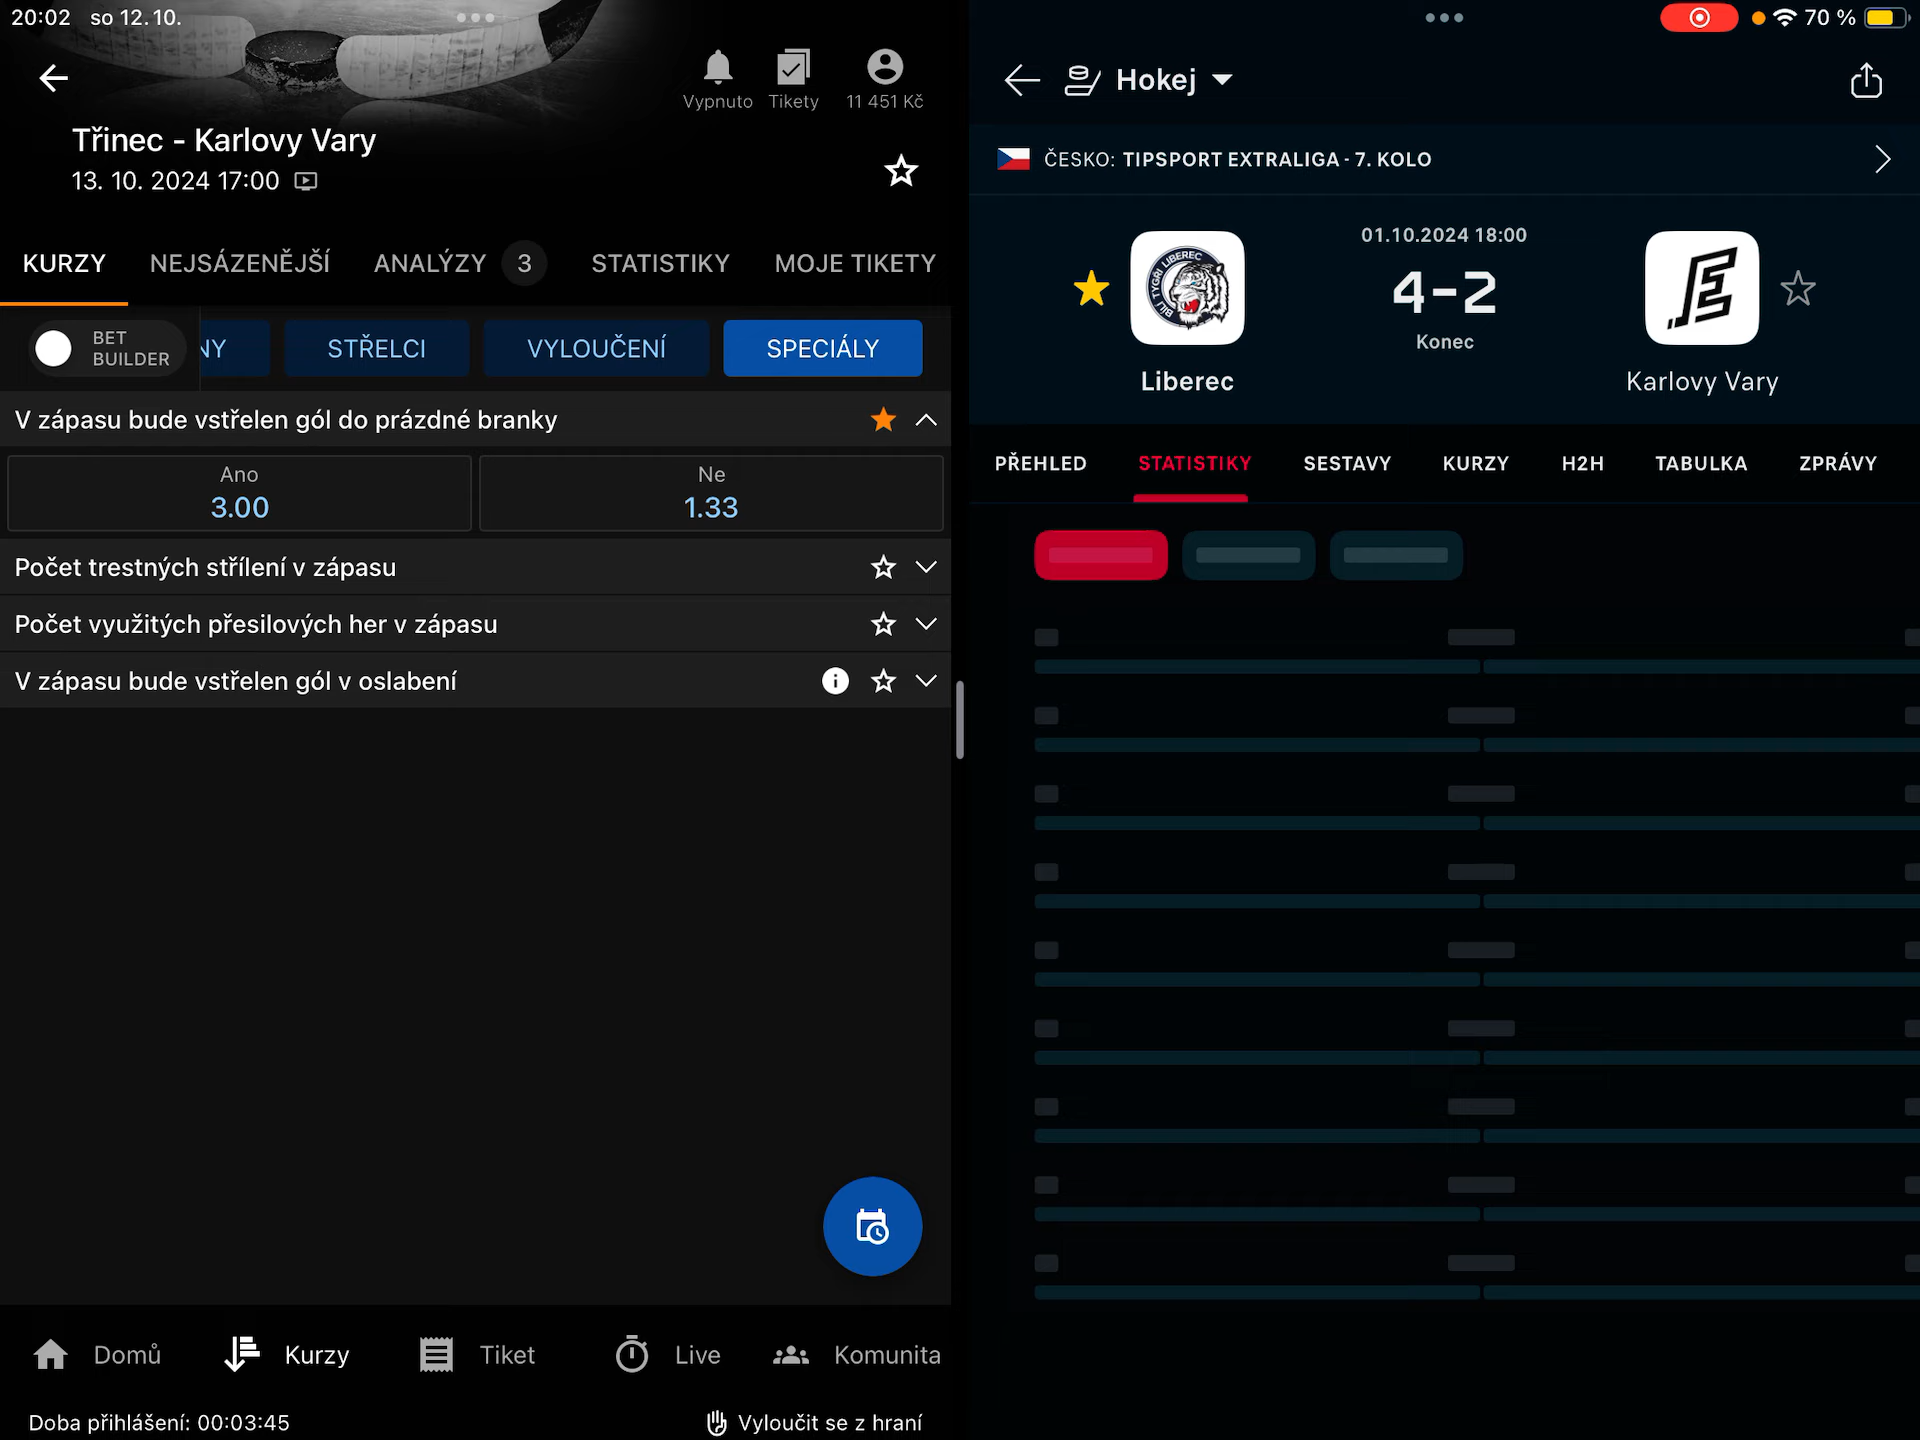 20:02 so 12. 10.
70 %
Vypnuto
Tikety
11 451 Kč
Třinec - Karlovy Vary
13. 10. 2024 17:00
KURZY
NEJSÁZENĚJŠÍ
ANALÝZY 3
STATISTIKY
MOJE TIKETY
BET BUILDER
NY
STŘELCI
VYLOUČENÍ
SPECIÁLY
V zápasu bude vstřelen gól do prázdné branky
Ano
3.00
Ne
1.33
Počet trestných střílení v zápasu
Počet využitých přesilových her v zápasu
V zápasu bude vstřelen gól v oslabení
Domů
Kurzy
Tiket
Live
Komunita
Doba přihlášení: 00:03:45
Vyloučit se z hraní
Hokej
ČESKO: TIPSPORT EXTRALIGA - 7. KOLO
01.10.2024 18:00
4-2
Konec
BÍLÍ TYGŘI LIBEREC
Liberec
Karlovy Vary
PŘEHLED
STATISTIKY
SESTAVY
KURZY
H2H
TABULKA
ZPRÁVY